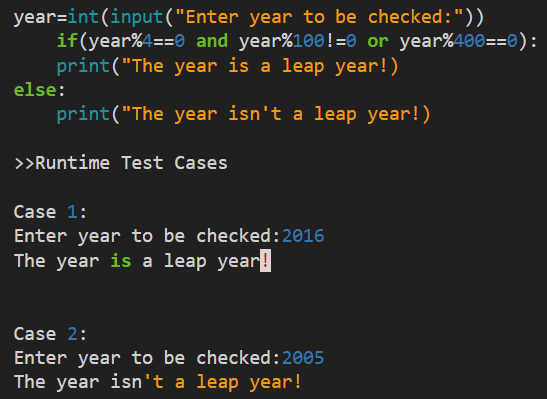 year=int(input("Enter year to be checked:"))
    if(year%4==0 and year%100!=0 or year%400==0):
    print("The year is a leap year!)
else:
    print("The year isn't a leap year!)

>>Runtime Test Cases

Case 1:
Enter year to be checked:2016
The year is a leap year!

Case 2:
Enter year to be checked:2005
The year isn't a leap year!